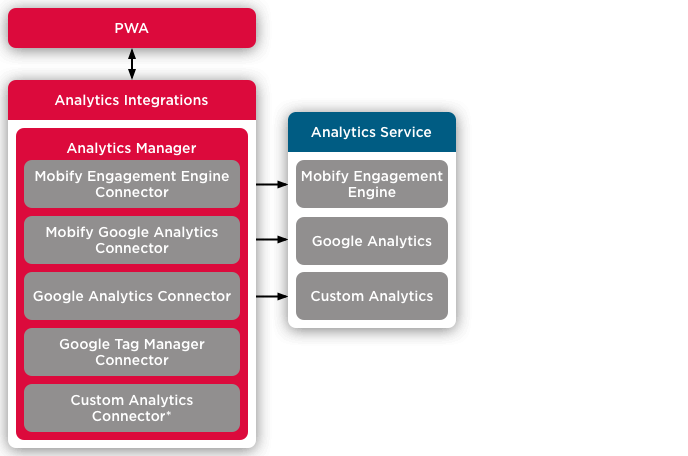 PWA
Analytics Integrations
Analytics Manager
Mobify Engagement Engine
Connector
Mobify Google Analytics
Connector
Google Analytics Connector
Google Tag Manager
Connector
Custom Analytics
Connector*
Analytics Service
Mobify Engagement
Engine
Google Analytics
Custom Analytics